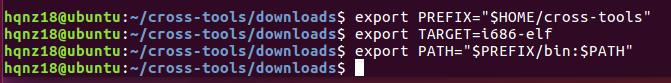 hqnz18@ubuntu:~/cross-tools/downloads$ export PREFIX="$HOME/cross-tools"
hqnz18@ubuntu:~/cross-tools/downloads$ export TARGET=i686-elf
hqnz18@ubuntu:~/cross-tools/downloads$ export PATH="$PREFIX/bin:$PATH"
hqnz18@ubuntu:~/cross-tools/downloads$